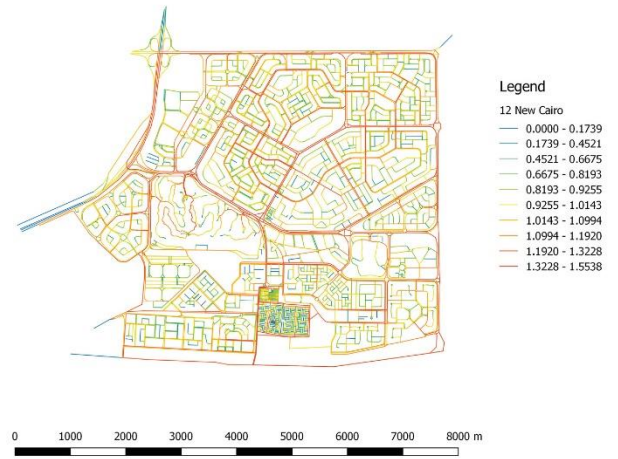 Legend
12 New Cairo
0.0000 - 0.1739
0.1739 - 0.4521
0.4521 - 0.6675
0.6675 - 0.8193
0.8193 - 0.9255
0.9255 - 1.0143
1.0143 - 1.0994
1.0994 - 1.1920
1.1920 - 1.3228
1.3228 - 1.5538
0 1000 2000 3000 4000 5000 6000 7000 8000 m